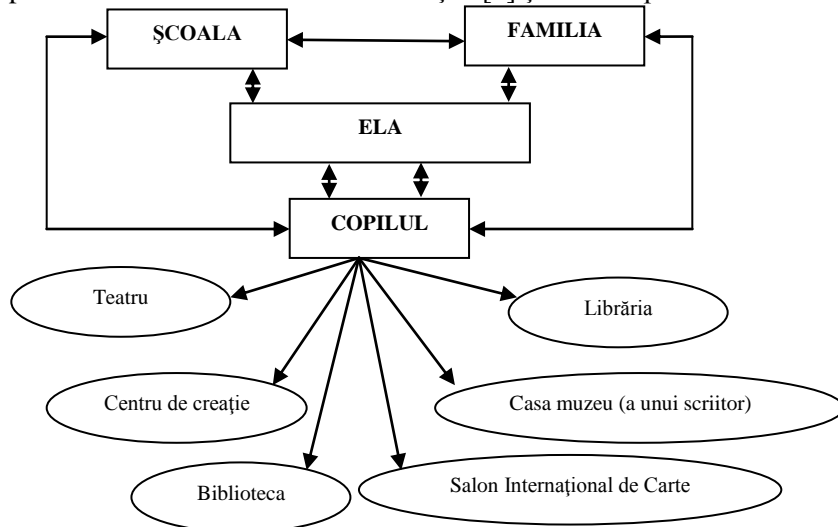 ŞCOALA
FAMILIA
ELA
COPILUL
Teatru
Librăria
Centru de creaţie
Casa muzeu (a unui scriitor)
Biblioteca
Salon Internaţional de Carte